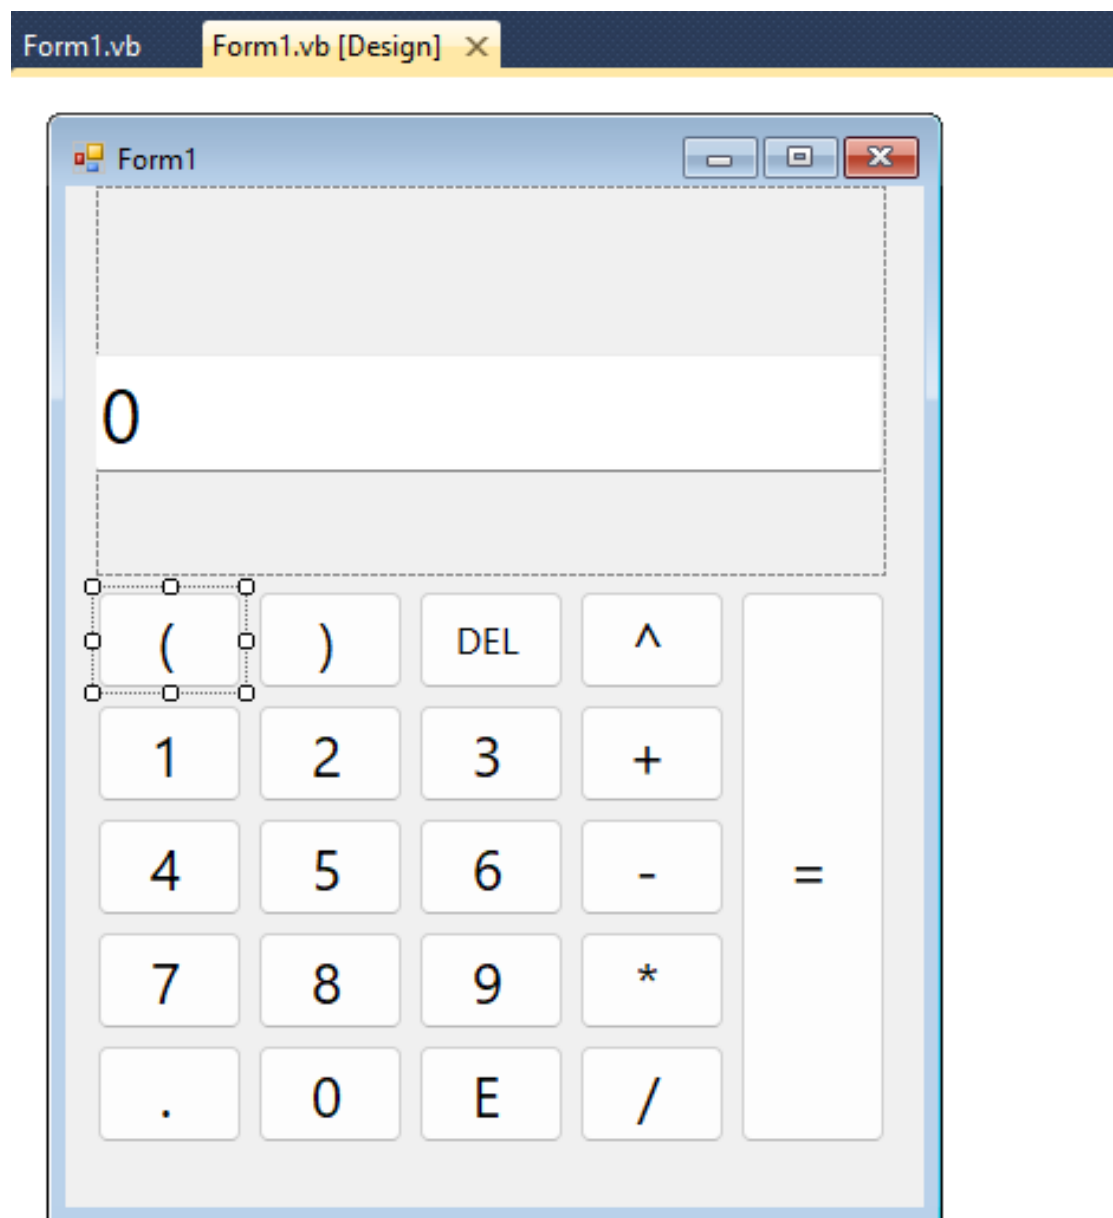 Form1.vb Form1.vb [Design]
Form1
0
( ) DEL ^
1 2 3 +
4 5 6 - =
7 8 9 *
. 0 E /